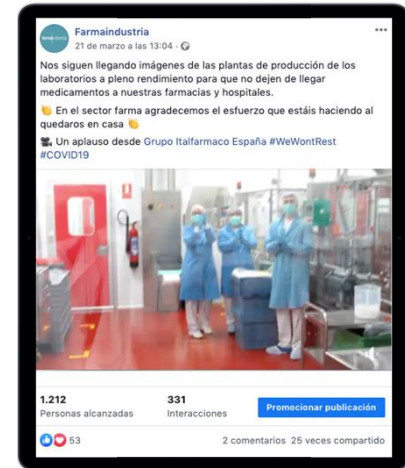 Farmaindustria
21 de marzo a las 13:04 ·
Nos siguen llegando imágenes de las plantas de producción de los
laboratorios a pleno rendimiento para que no dejen de llegar
medicamentos a nuestras farmacias y hospitales.
👏 En el sector farma agradecemos el esfuerzo que estáis haciendo al
quedaros en casa 👏
🎥 Un aplauso desde Grupo Italfarmaco España #WeWontRest
#COVID19
1.212
Personas alcanzadas
331
Interacciones
Promocionar publicación
53
2 comentarios 25 veces compartido